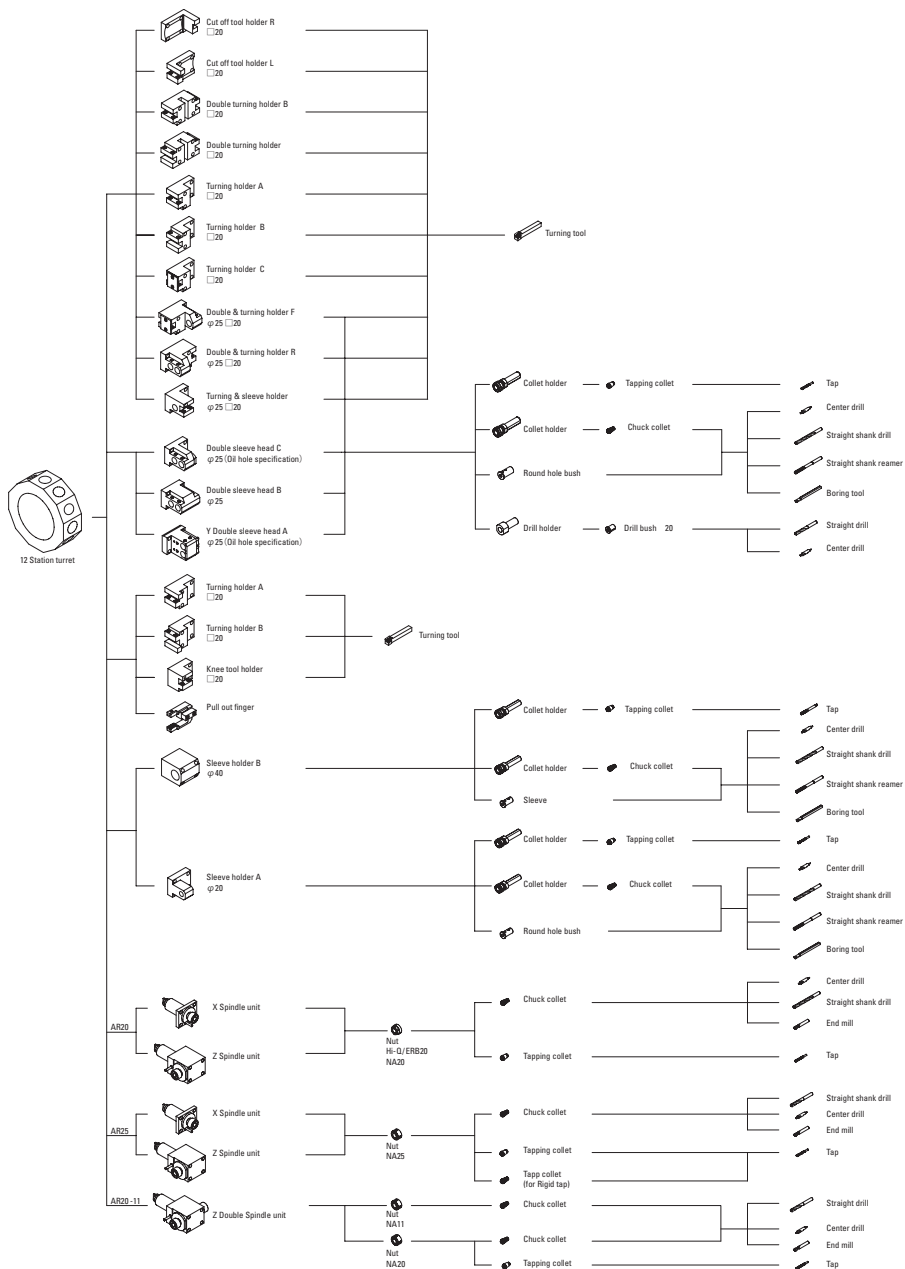 Cut off tool holder R
□20
Cut off tool holder L
□20
Double turning holder B
□20
Double turning holder
□20
Turning holder A
□20
Turning holder B
□20
Turning tool
Turning holder C
□20
Double & turning holder F
φ25 □20
Double & turning holder R
φ25 □20
Turning & sleeve holder
φ25 □20
Collet holder
Tapping collet
Tap
Center drill
Collet holder
Chuck collet
Straight shank drill
Double sleeve head C
φ25 (Oil hole specification)
Straight shank reamer
Round hole bush
Double sleeve head B
φ25
Boring tool
Y Double sleeve head A
φ25 (Oil hole specification)
Drill holder
Drill bush 20
Straight drill
Center drill
12 Station turret
Turning holder A
□20
Turning holder B
□20
Turning tool
Knee tool holder
□20
Pull out finger
Collet holder
Tapping collet
Tap
Center drill
Straight shank drill
Sleeve holder B
φ40
Collet holder
Chuck collet
Straight shank reamer
Sleeve
Boring tool
Collet holder
Tapping collet
Tap
Center drill
Sleeve holder A
φ20
Collet holder
Chuck collet
Straight shank drill
Straight shank reamer
Round hole bush
Boring tool
Center drill
X Spindle unit
Chuck collet
Straight shank drill
End mill
AR20
Nut
Hi-Q/ERB20
NA20
Z Spindle unit
Tapping collet
Tap
Straight shank drill
X Spindle unit
Chuck collet
Center drill
End mill
AR25
Nut
NA25
Z Spindle unit
Tapping collet
Tap
Tapp collet
(for Rigid tap)
AR20-11
Z Double Spindle unit
Nut
NA11
Chuck collet
Straight drill
Center drill
Nut
NA20
Chuck collet
End mill
Tapping collet
Tap